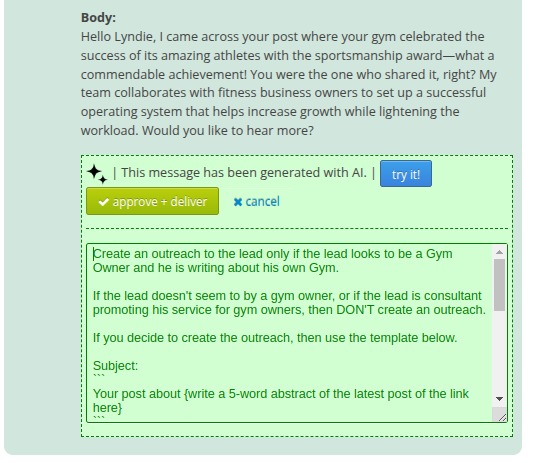 Body:
Hello Lyndie, I came across your post where your gym celebrated the
success of its amazing athletes with the sportsmanship award—what a
commendable achievement! You were the one who shared it, right? My
team collaborates with fitness business owners to set up a successful
operating system that helps increase growth while lightening the
workload. Would you like to hear more?
| This message has been generated with AI. | try it!
approve + deliver cancel
Create an outreach to the lead only if the lead looks to be a Gym
Owner and he is writing about his own Gym.
If the lead doesn't seem to by a gym owner, or if the lead is consultant
promoting his service for gym owners, then DON'T create an outreach.
If you decide to create the outreach, then use the template below.
Subject:
```
Your post about {write a 5-word abstract of the latest post of the link
here}
```